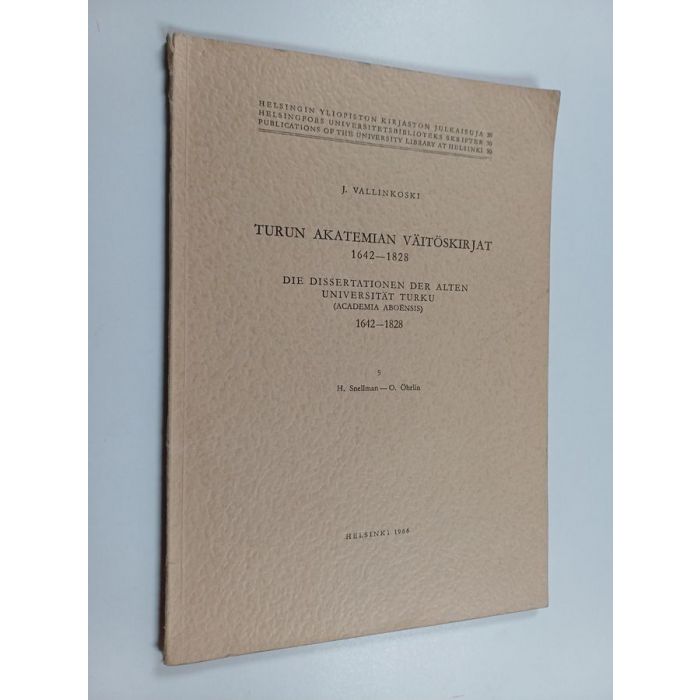 HELSINGIN YLIOPISTON KIRJASTON JULKAISUJA 30
HELSINGFORS UNIVERSITETSBIBLIOTEKS SKRIFTER 30
PUBLICATIONS OF THE UNIVERSITY LIBRARY AT HELSINKI 30
J. VALLINKOSKI
TURUN AKATEMIAN VÄITÖSKIRJAT
1642—1828
DIE DISSERTATIONEN DER ALTEN
UNIVERSITÄT TURKU
(ACADEMIA ABOËNSIS)
1642—1828
5
H. Snellman—O. Öhrlin
HELSINKI 1966